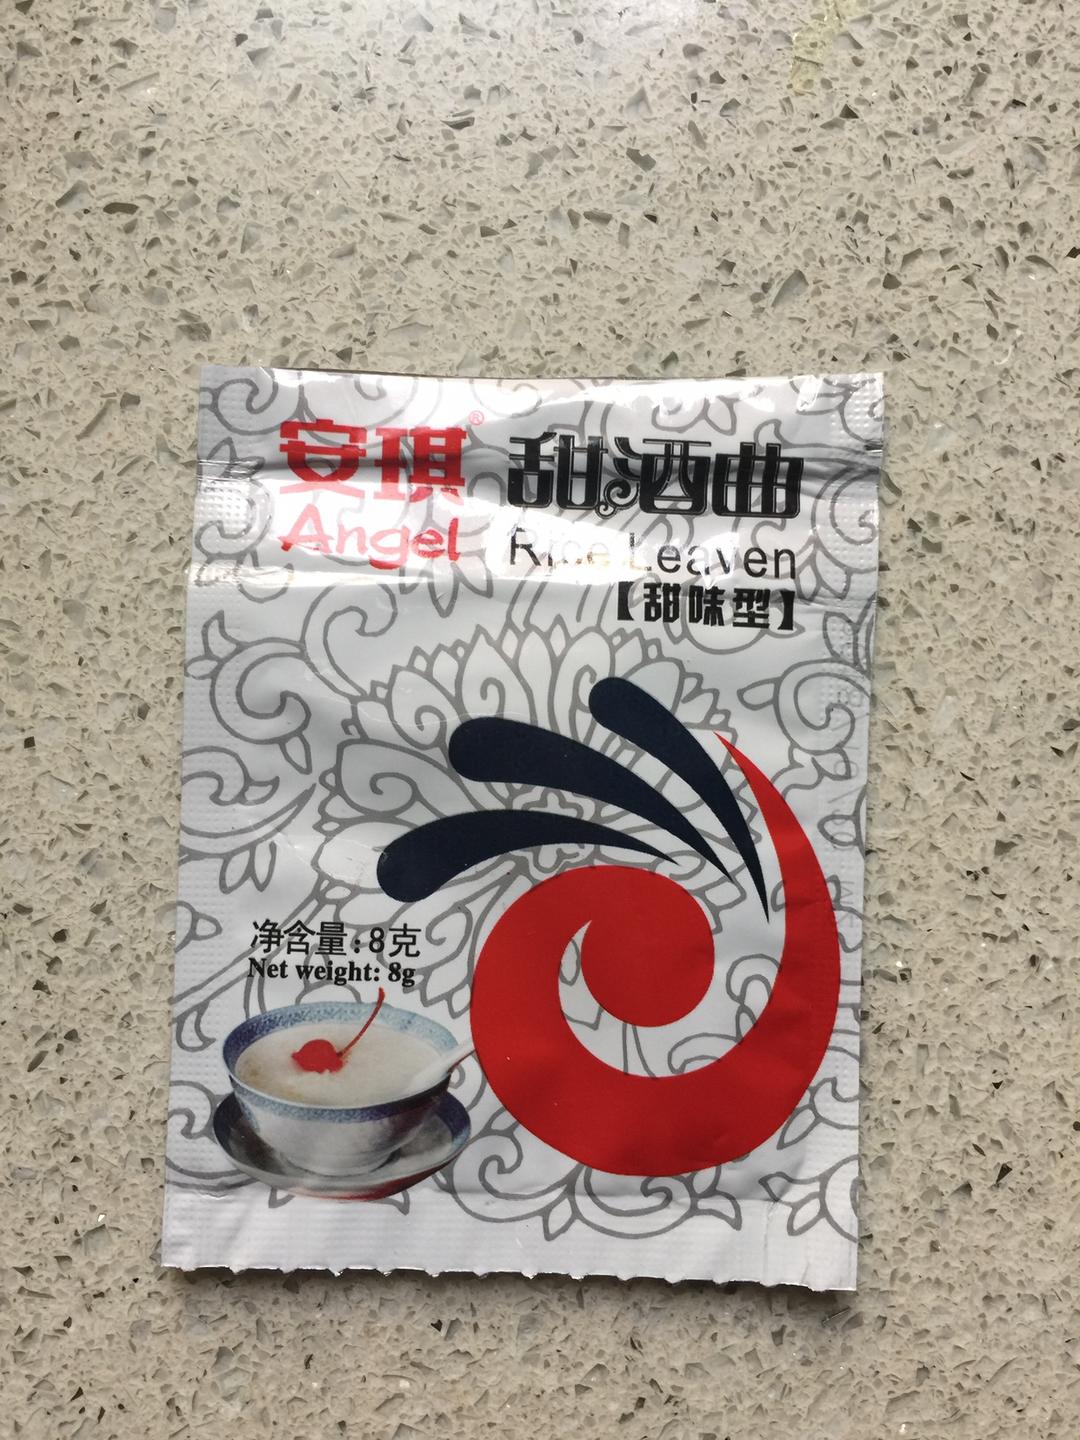 安琪® 甜酒曲
Angel Rice Leaven
【甜味型】
净含量:8克
Net weight: 8g